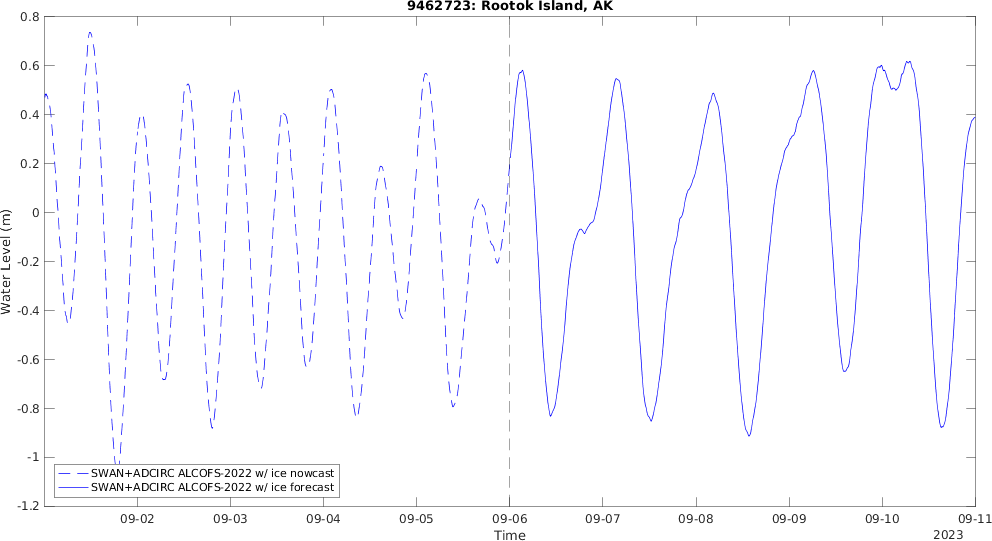 9462723: Rootok Island, AK
Water Level (m)
0.8
0.6
0.4
0.2
0
-0.2
-0.4
-0.6
-0.8
-1
-1.2
SWAN+ADCIRC ALCOFS-2022 w/ ice nowcast
SWAN+ADCIRC ALCOFS-2022 w/ ice forecast
09-02 09-03 09-04 09-05 09-06 09-07 09-08 09-09 09-10 09-11
Time
2023